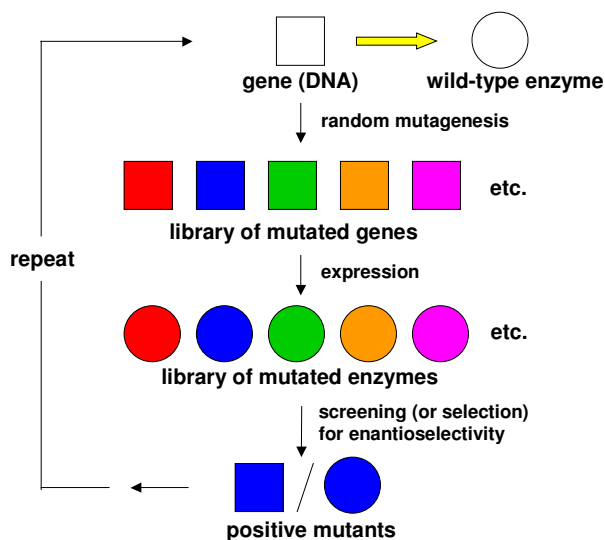 gene (DNA)
wild-type enzyme
random mutagenesis
etc.
library of mutated genes
repeat
expression
etc.
library of mutated enzymes
screening (or selection)
for enantioselectivity
positive mutants